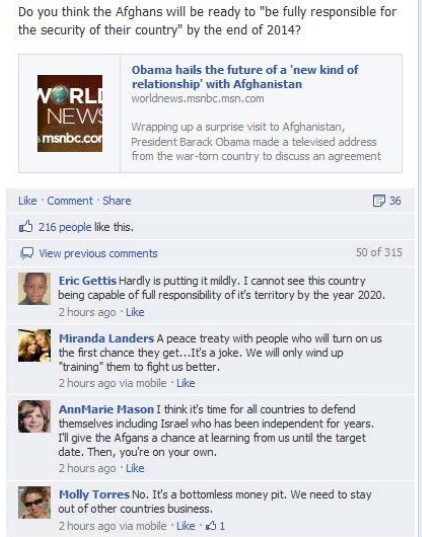 Do you think the Afghans will be ready to "be fully responsible for
the security of their country" by the end of 2014?
WORLD
NEWS
msnbc.com
Obama hails the future of a 'new kind of
relationship' with Afghanistan
worldnews.msnbc.msn.com
Wrapping up a surprise visit to Afghanistan,
President Barack Obama made a televised address
from the war-torn country to discuss an agreement
Like · Comment · Share 36
216 people like this.
View previous comments 50 of 315
Eric Gettis Hardly is putting it mildly. I cannot see this country
being capable of full responsibility of it's territory by the year 2020.
2 hours ago · Like
Miranda Landers A peace treaty with people who will turn on us
the first chance they get...It's a joke. We will only wind up
"training" them to fight us better.
2 hours ago via mobile · Like
AnnMarie Mason I think it's time for all countries to defend
themselves including Israel who has been independent for years.
I'll give the Afgans a chance at learning from us until the target
date. Then, you're on your own.
2 hours ago · Like
Molly Torres No. It's a bottomless money pit. We need to stay
out of other countries business.
2 hours ago via mobile · Like · 1